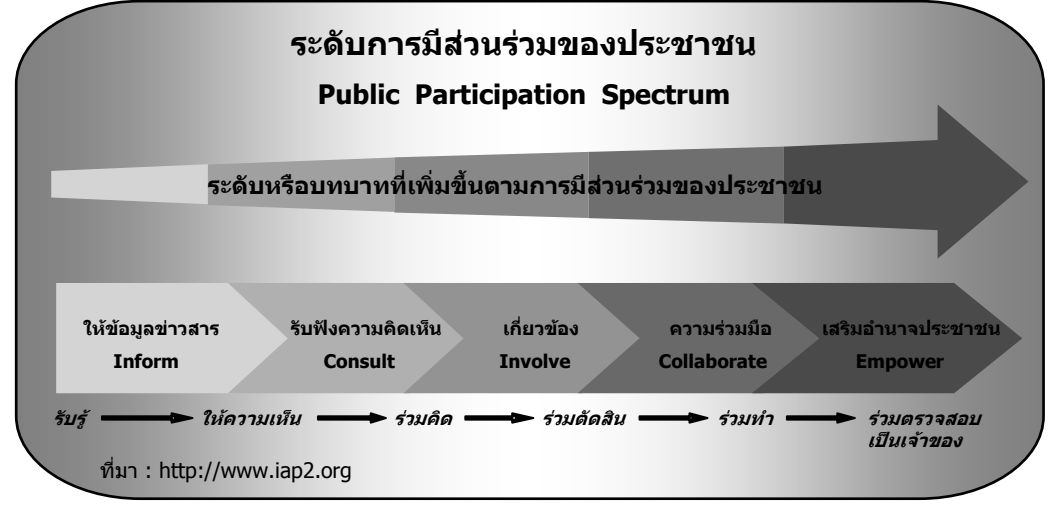 ระดับการมีส่วนร่วมของประชาชน
Public Participation Spectrum
ระดับหรือบทบาทที่เพิ่มขึ้นตามการมีส่วนร่วมของประชาชน
ให้ข้อมูลข่าวสาร รับฟังความคิดเห็น เกี่ยวข้อง ความร่วมมือ เสริมอำนาจประชาชน
Inform Consult Involve Collaborate Empower
รับรู้ ให้ความเห็น ร่วมคิด ร่วมตัดสิน ร่วมทำ ร่วมตรวจสอบ
เป็นเจ้าของ
ที่มา : http://www.iap2.org